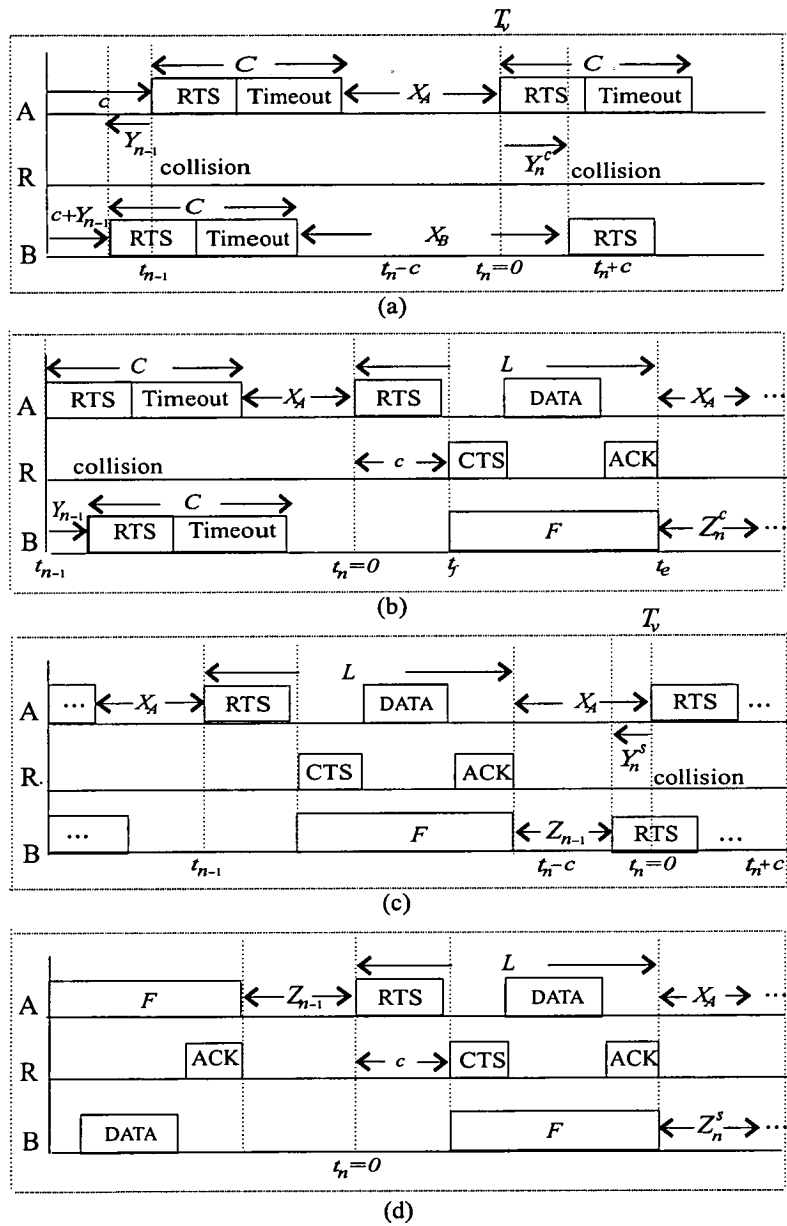 T_v
C
C
A
c
RTS
Timeout
X_A
RTS
Timeout
Y_{n-1}
Y_n^c
R
collision
collision
C
c+Y_{n-1}
B
RTS
Timeout
X_B
RTS
t_{n-1}
t_n-c
t_n=0
t_n+c
(a)
C
L
A
RTS
Timeout
X_A
RTS
DATA
X_A
...
R
collision
c
CTS
ACK
C
Y_{n-1}
B
RTS
Timeout
F
Z_n^c
...
t_{n-1}
t_n=0
t_f
t_e
(b)
T_v
L
A
...
X_A
RTS
DATA
X_A
RTS
...
Y_n^s
R
CTS
ACK
collision
B
...
F
Z_{n-1}
RTS
...
t_{n-1}
t_n-c
t_n=0
t_n+c
(c)
L
A
F
Z_{n-1}
RTS
DATA
X_A
...
R
ACK
c
CTS
ACK
B
DATA
F
Z_n^s
...
t_n=0
(d)